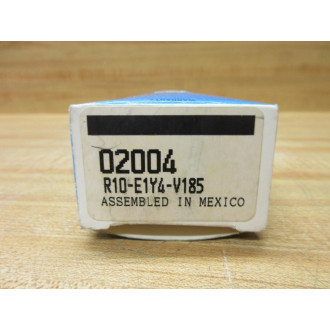 02004
R10-E1Y4-V185
ASSEMBLED IN MEXICO